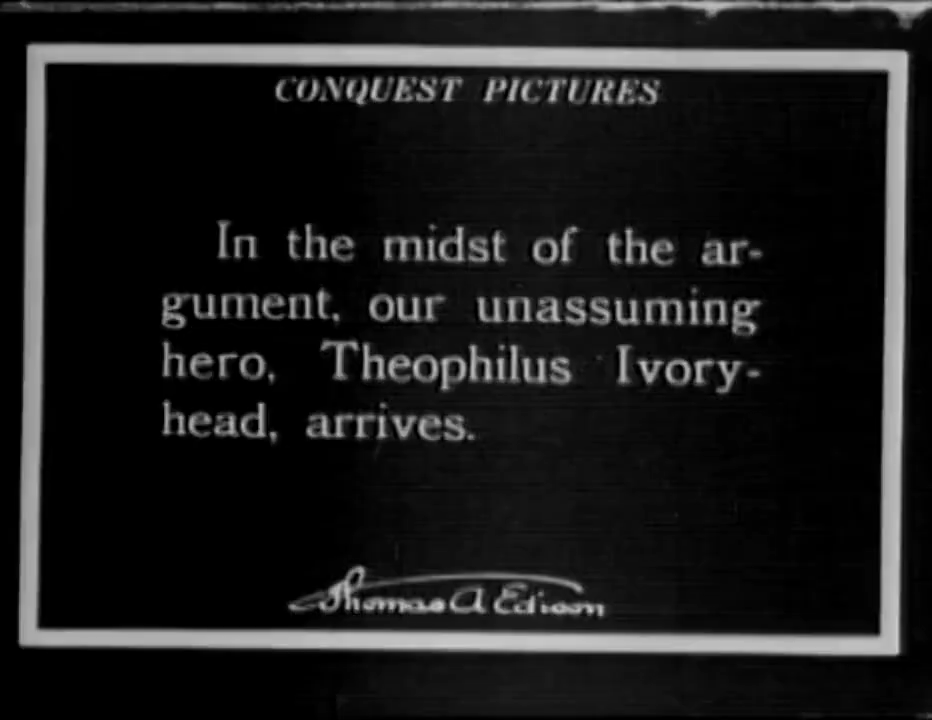 CONQUEST PICTURES
In the midst of the ar-
gument, our unassuming
hero, Theophilus Ivory-
head, arrives.
Thomas A Edison